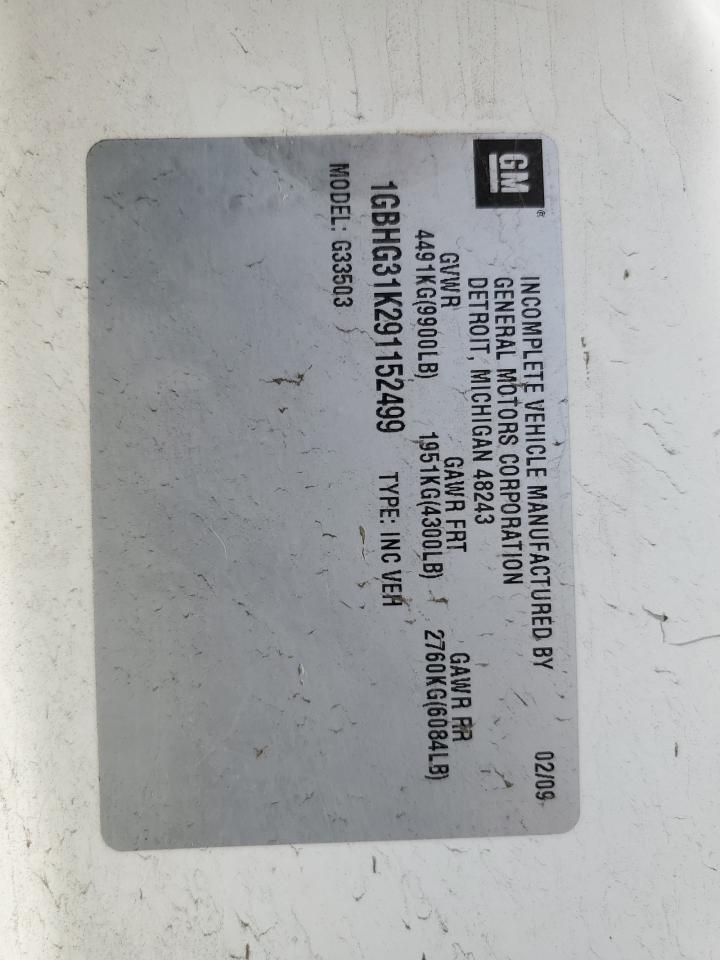 GM ®
INCOMPLETE VEHICLE MANUFACTURED BY 02/09
GENERAL MOTORS CORPORATION
DETROIT, MICHIGAN 48243
GVWR GAWR FRT GAWR RR
4491KG(9900LB) 1951KG(4300LB) 2760KG(6084LB)
1GBHG31K291152499 TYPE: INC VEH
MODEL: G33503